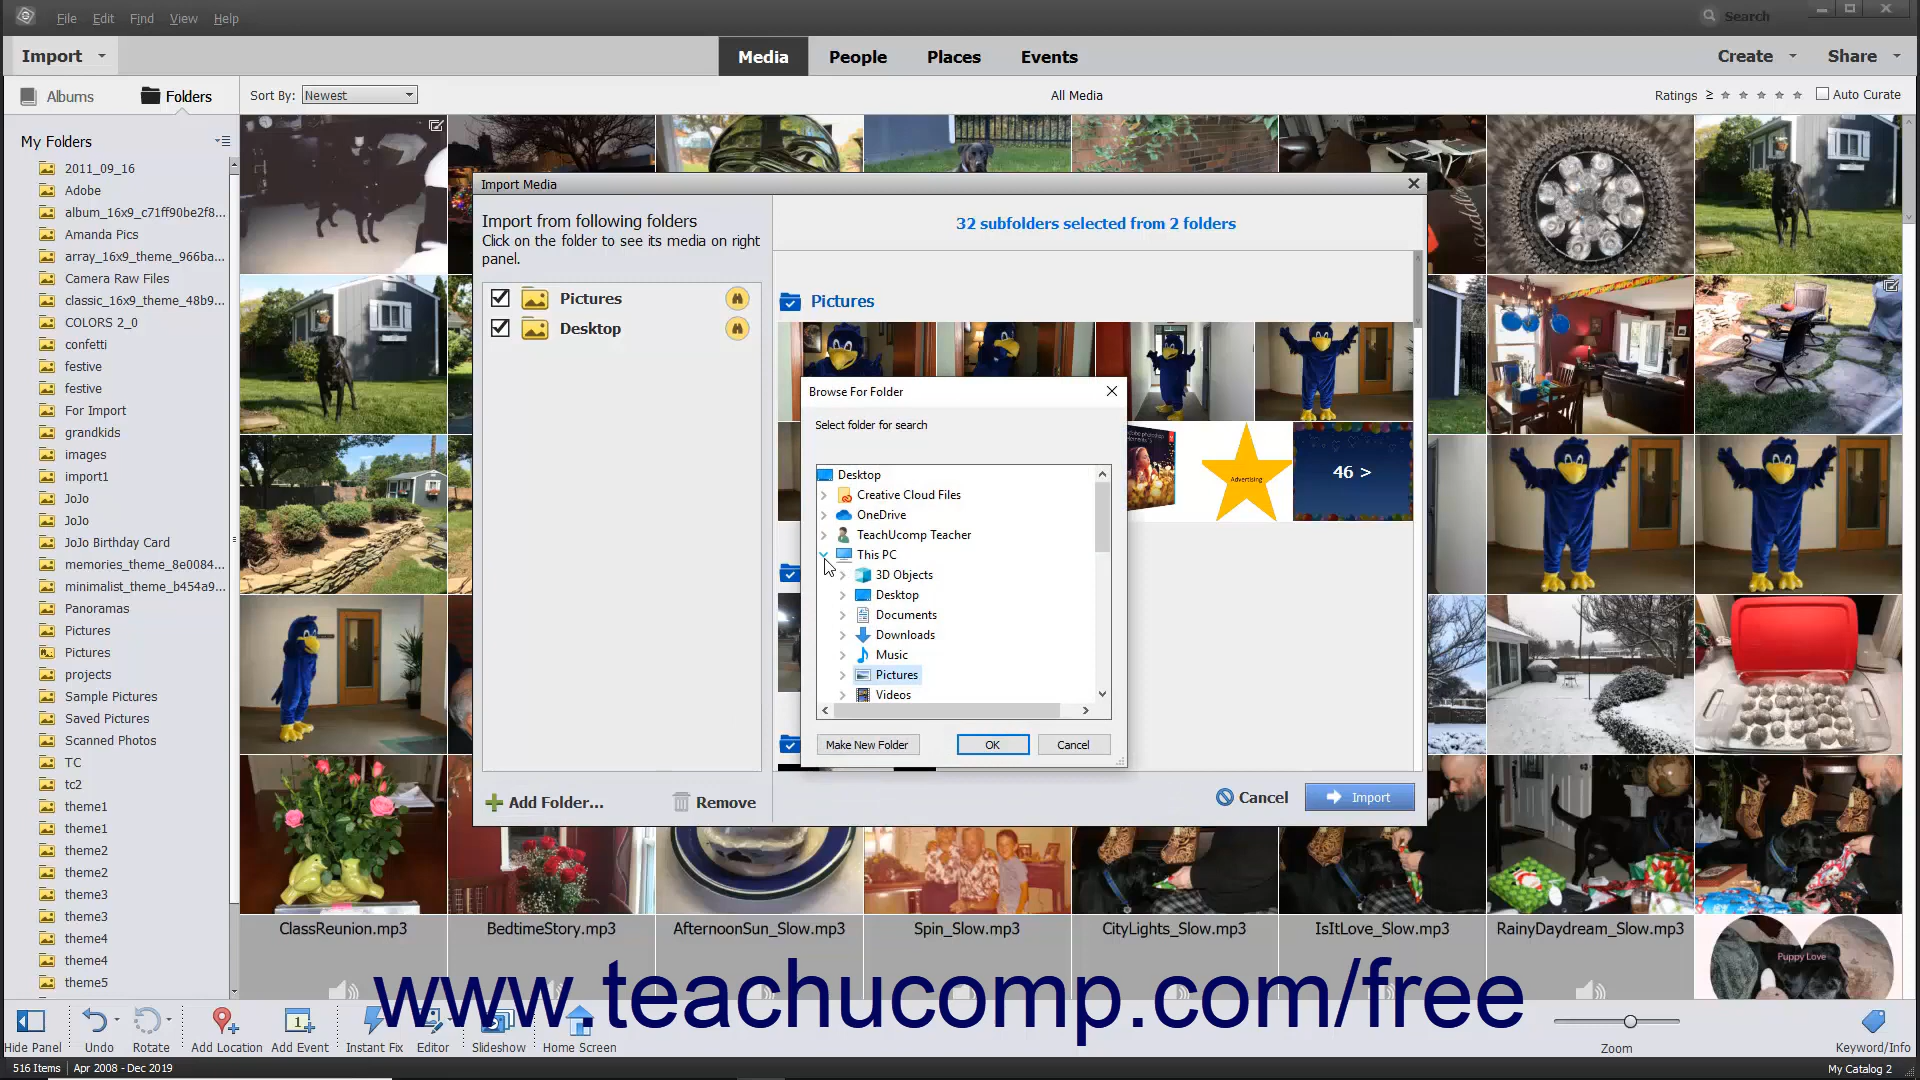 File Edit Find View Help
Search
Import
Media People Places Events
Create Share
Albums Folders
Sort By: Newest
All Media
Ratings ≥ Auto Curate
My Folders
2011_09_16
Adobe
album_16x9_c71ff90be2f8...
Amanda Pics
array_16x9_theme_966ba...
Camera Raw Files
classic_16x9_theme_48b9...
COLORS 2_0
confetti
festive
festive
For Import
grandkids
images
import1
JoJo
JoJo
JoJo Birthday Card
memories_theme_8e0084...
minimalist_theme_b454a9...
Panoramas
Pictures
Pictures
projects
Sample Pictures
Saved Pictures
Scanned Photos
TC
tc2
theme1
theme1
theme2
theme2
theme3
theme3
theme4
theme4
theme5
Import Media
Import from following folders
Click on the folder to see its media on right
panel.
Pictures
Desktop
Add Folder...
Remove
32 subfolders selected from 2 folders
Pictures
Advertising
46 >
Cancel
Import
Browse For Folder
Select folder for search
Desktop
Creative Cloud Files
OneDrive
TeachUcomp Teacher
This PC
3D Objects
Desktop
Documents
Downloads
Music
Pictures
Videos
Make New Folder OK Cancel
cuddle
ClassReunion.mp3 BedtimeStory.mp3 AfternoonSun_Slow.mp3 Spin_Slow.mp3 CityLights_Slow.mp3 IsItLove_Slow.mp3 RainyDaydream_Slow.mp3
Puppy Love
www.teachucomp.com/free
Hide Panel Undo Rotate Add Location Add Event Instant Fix Editor Slideshow Home Screen Zoom Keyword/Info
516 Items Apr 2008 - Dec 2019
My Catalog 2